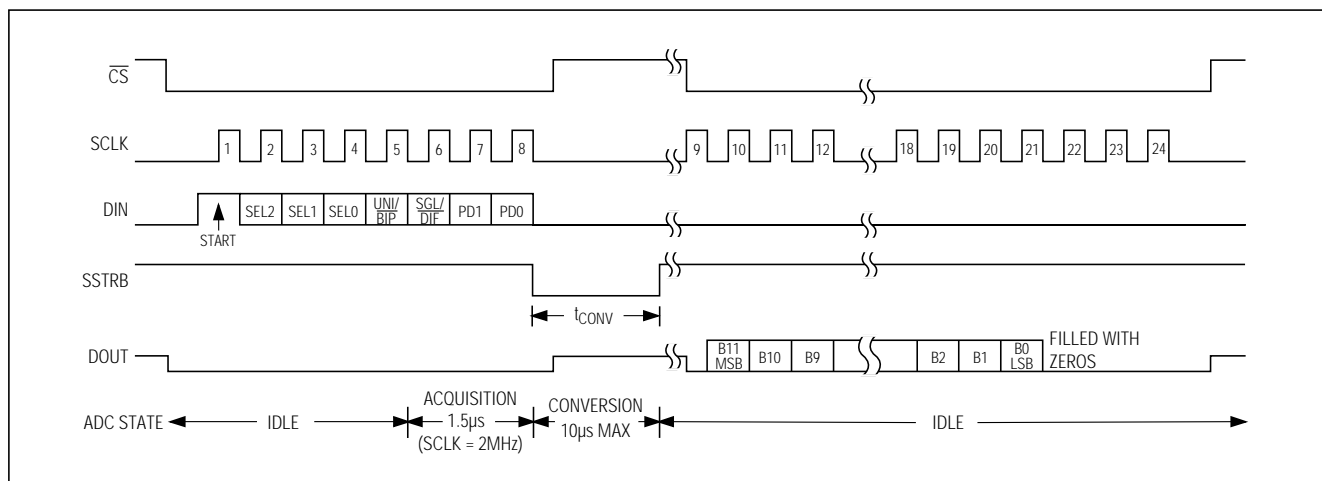 CS
SCLK 1 2 3 4 5 6 7 8 9 10 11 12 18 19 20 21 22 23 24
DIN SEL2 SEL1 SEL0 UNI/ BIP SGL/ DIF PD1 PD0
START
SSTRB
tCONV
DOUT B11 MSB B10 B9 B2 B1 B0 LSB FILLED WITH ZEROS
ADC STATE IDLE ACQUISITION 1.5µs (SCLK = 2MHz) CONVERSION 10µs MAX IDLE